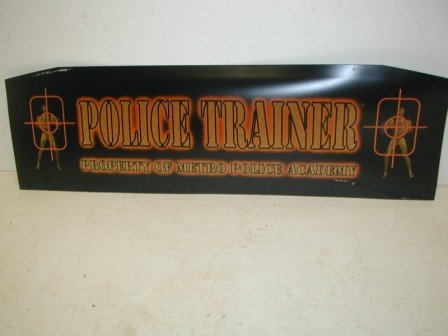 POLICE TRAINER
PROPERTY OF METRO POLICE ACADEMY